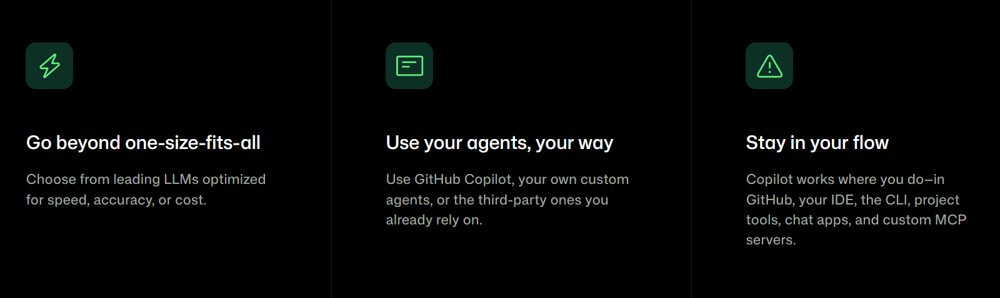 Go beyond one-size-fits-all
Choose from leading LLMs optimized
for speed, accuracy, or cost.
Use your agents, your way
Use GitHub Copilot, your own custom
agents, or the third-party ones you
already rely on.
Stay in your flow
Copilot works where you do–in
GitHub, your IDE, the CLI, project
tools, chat apps, and custom MCP
servers.